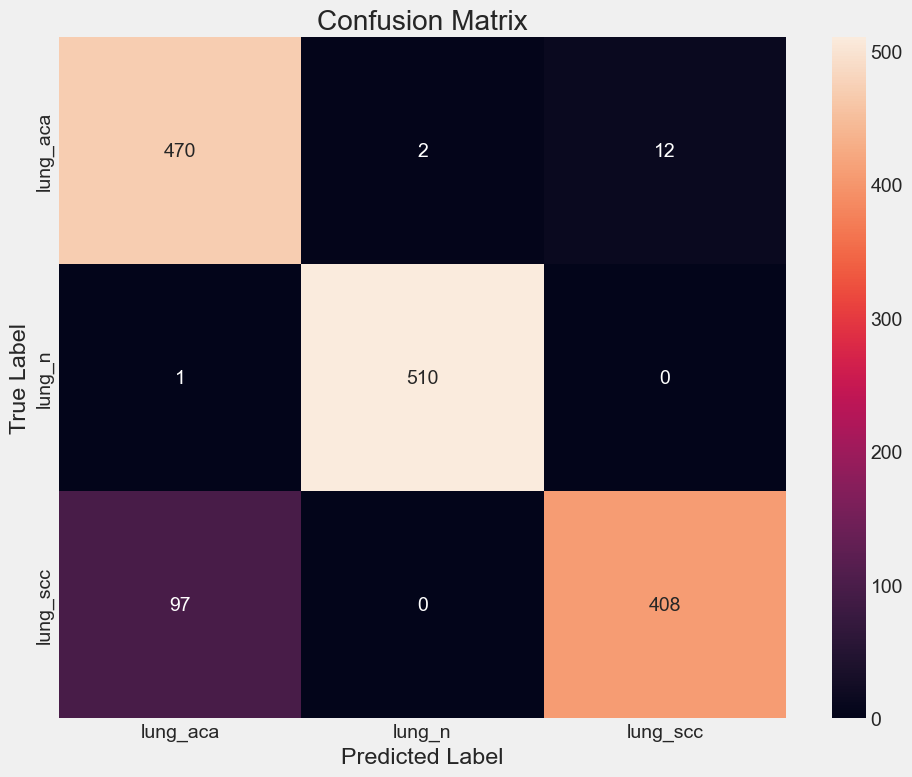 Confusion Matrix
True Label
lung_aca
470
2
12
lung_n
1
510
0
lung_scc
97
0
408
lung_aca
lung_n
lung_scc
Predicted Label
500
400
300
200
100
0